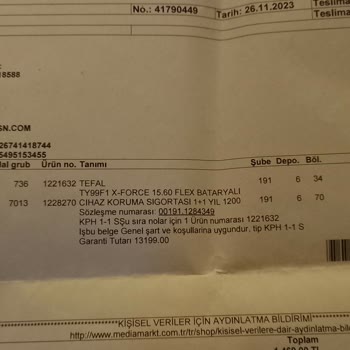 Teslima
No.: 41790449 Tarih: 26.11.2023
Teslima
:
18588
SN.COM
26741418744
5495153455
Mal grub Ürün no. Tanımı Şube Depo. Böl.
736 1221632 TEFAL 191 6 34
TY99F1 X-FORCE 15.60 FLEX BATARYALI
7013 1228270 CIHAZ KORUMA SIGORTASI 1+1 YIL 1200 191 6 70
Sözleşme numarası: 00191.1284349
KPH 1-1 SŞu sıra nolar için 1 Ürün numarası 1221632
İşbu belge Genel şart ve koşullarına uygundur, tip KPH 1-1 S
Garanti Tutarı 13199.00
**********************KİŞİSEL VERİLER İÇİN AYDINLATMA BİLDİRİMİ
http://www.mediamarkt.com.tr/tr/shop/kisisel-verilere-dair-aydinlatma-bil
Toplam